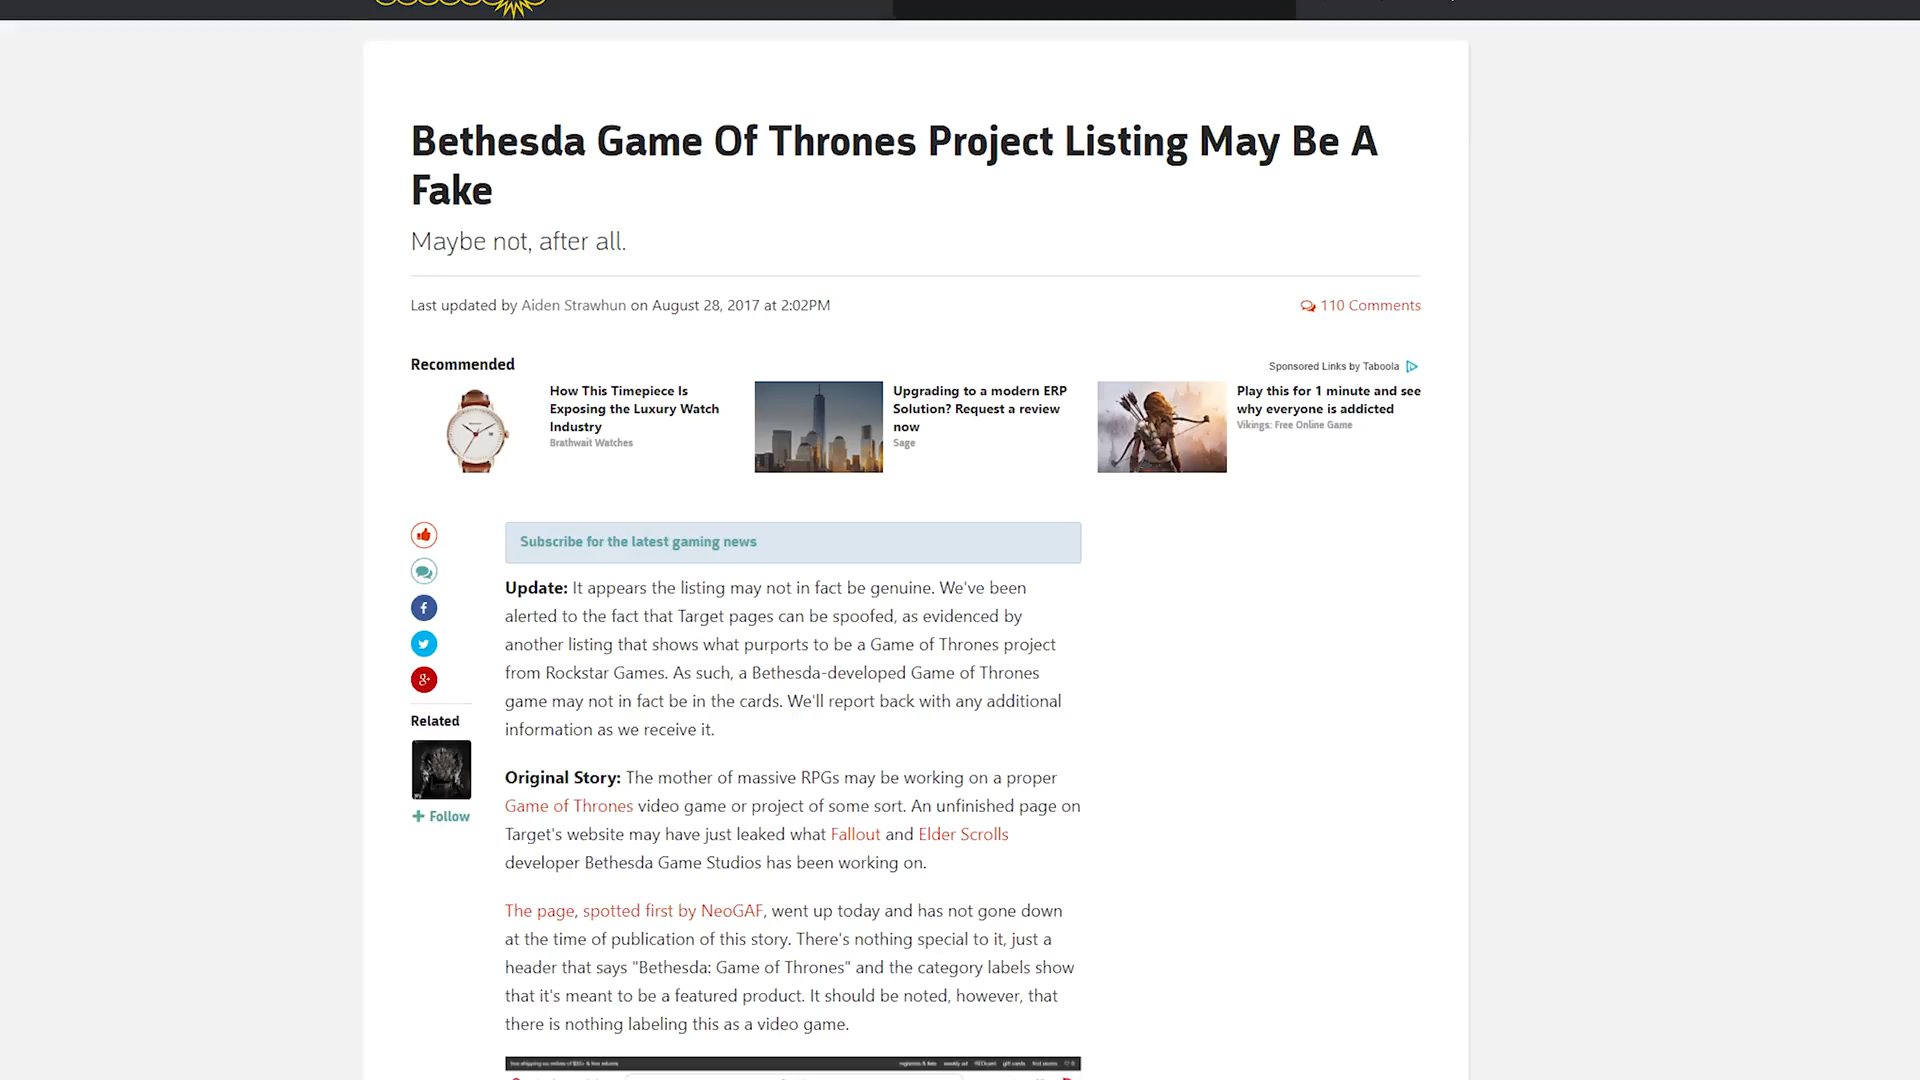 Bethesda Game Of Thrones Project Listing May Be A
Fake
Maybe not, after all.
Last updated by Aiden Strawhun on August 28, 2017 at 2:02PM
110 Comments
Recommended
Sponsored Links by Taboola
How This Timepiece Is
Exposing the Luxury Watch
Industry
Brathwait Watches
Upgrading to a modern ERP
Solution? Request a review
now
Sage
Play this for 1 minute and see
why everyone is addicted
Vikings: Free Online Game
Subscribe for the latest gaming news
Update: It appears the listing may not in fact be genuine. We've been
alerted to the fact that Target pages can be spoofed, as evidenced by
another listing that shows what purports to be a Game of Thrones project
from Rockstar Games. As such, a Bethesda-developed Game of Thrones
game may not in fact be in the cards. We'll report back with any additional
information as we receive it.
Related
+ Follow
Original Story: The mother of massive RPGs may be working on a proper
Game of Thrones video game or project of some sort. An unfinished page on
Target's website may have just leaked what Fallout and Elder Scrolls
developer Bethesda Game Studios has been working on.
The page, spotted first by NeoGAF, went up today and has not gone down
at the time of publication of this story. There's nothing special to it, just a
header that says "Bethesda: Game of Thrones" and the category labels show
that it's meant to be a featured product. It should be noted, however, that
there is nothing labeling this as a video game.